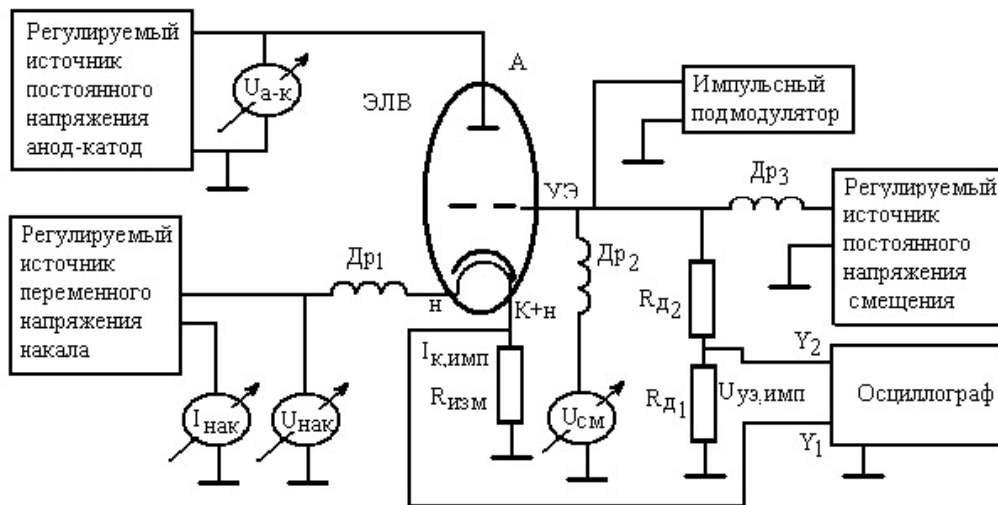 Регулируемый
источник
постоянного
напряжения
анод-катод
Uа-к
А
ЭЛВ
УЭ
Импульсный
подмодулятор
Др3
Регулируемый
источник
постоянного
напряжения
смещения
Регулируемый
источник
переменного
напряжения
накала
Др1
н
К+н
Др2
Rд2
Iк,имп
Rизм
Iнак
Uнак
Uсм
Rд1
Uуэ,имп
Y2
Y1
Осциллограф